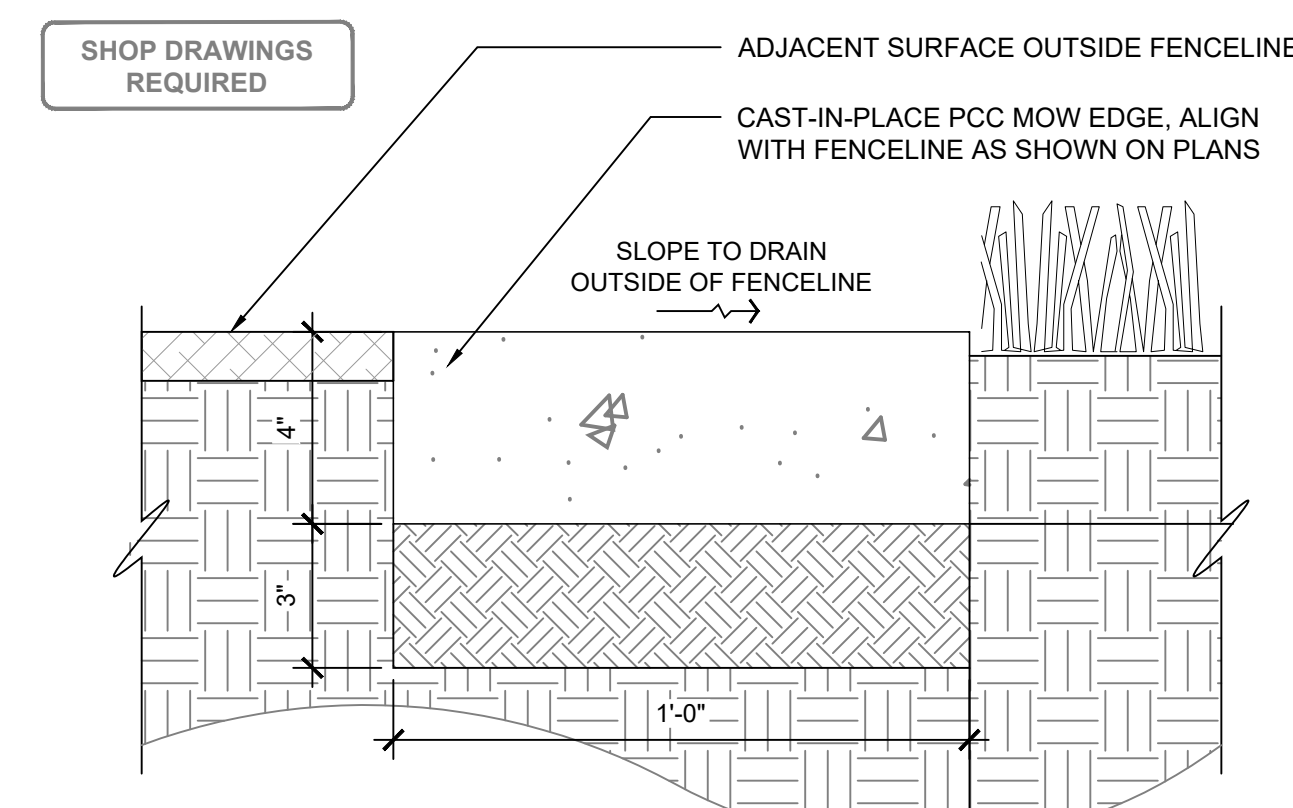 SHOP DRAWINGS
REQUIRED
ADJACENT SURFACE OUTSIDE FENCELINE
CAST-IN-PLACE PCC MOW EDGE, ALIGN
WITH FENCELINE AS SHOWN ON PLANS
SLOPE TO DRAIN
OUTSIDE OF FENCELINE
4"
3"
1'-0"